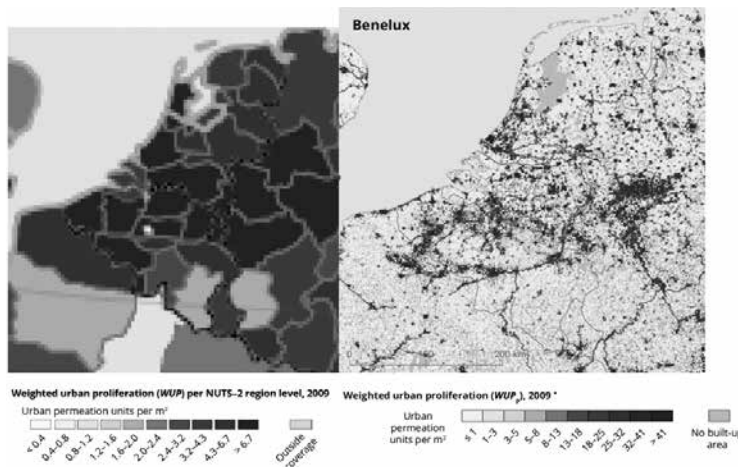 Benelux
0
200 km
Weighted urban proliferation (WUP) per NUTS–2 region level, 2009
Urban permeation units per m²
< 0.4
0.4–0.8
0.8–1.2
1.2–1.6
1.6–2.0
2.0–2.4
2.4–3.2
3.2–4.3
4.3–6.7
> 6.7
Outside
coverage
Weighted urban proliferation (WUPp), 2009 *
Urban
permeation
units per m²
≤ 1
1–3
3–5
5–8
8–13
13–18
18–25
25–32
32–41
> 41
No built-up
area